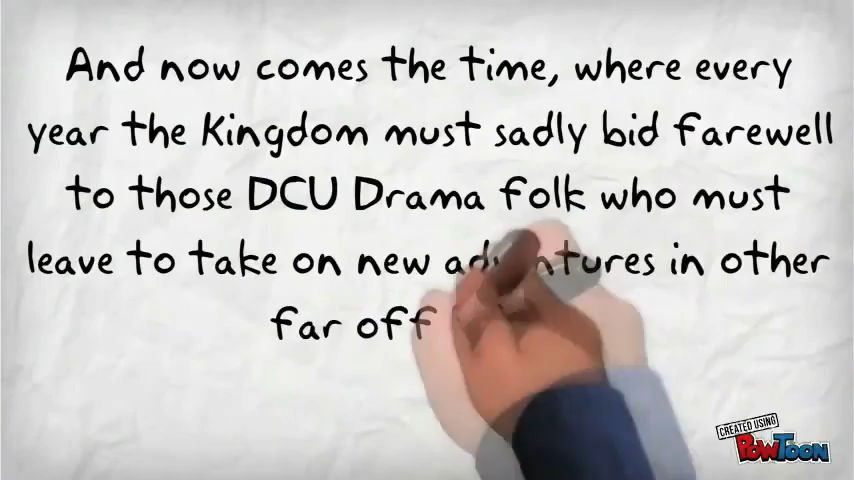 And now comes the time, where every
year the Kingdom must sadly bid farewell
to those DCU Drama folk who must
leave to take on new adventures in other
far off
CREATED USING
POWTOON